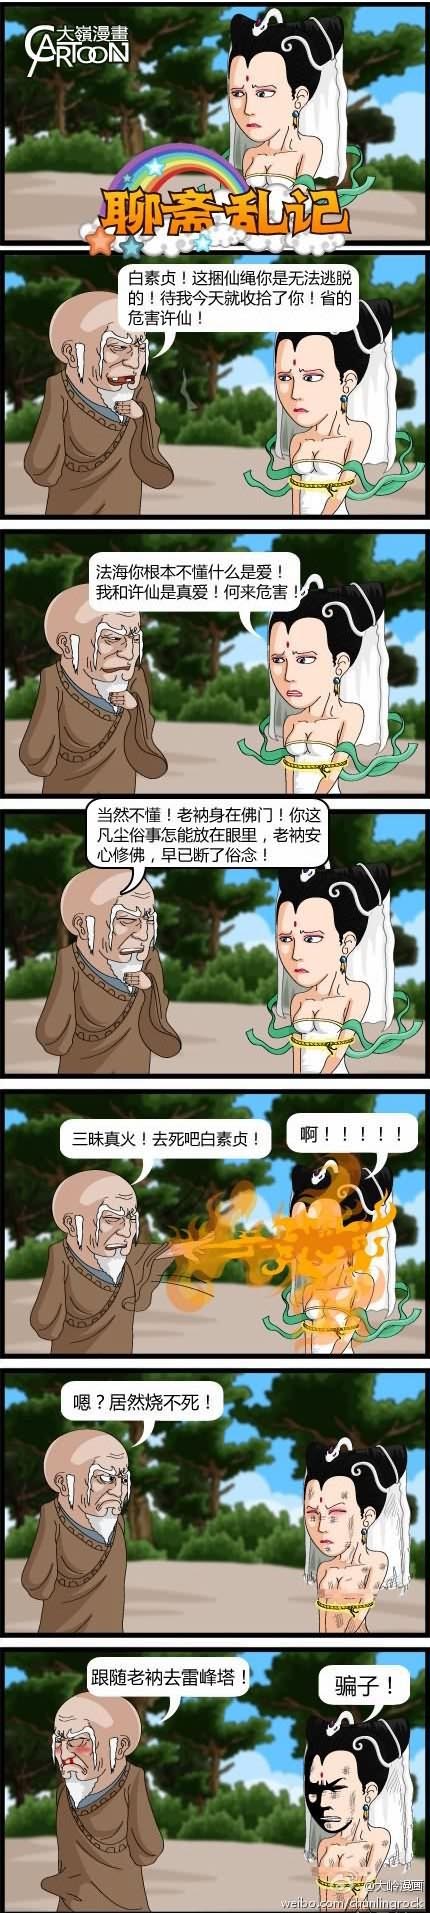 大嶺漫畫
CARTOON
聊斋乱记
白素贞！这捆仙绳你是无法逃脱
的！待我今天就收拾了你！省的
危害许仙！
法海你根本不懂什么是爱！
我和许仙是真爱！何来危害！
当然不懂！老衲身在佛门！你这
凡尘俗事怎能放在眼里，老衲安
心修佛，早已断了俗念！
三昧真火！去死吧白素贞！
啊！！！！！
嗯？居然烧不死！
跟随老衲去雷峰塔！
骗子！
@大岭漫画
weibo.com/chunlingrock